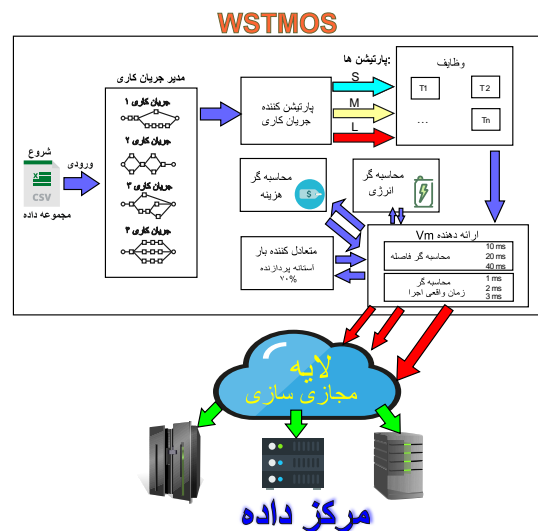 WSTMOS
شروع
CSV
مجموعه داده
ورودی
مدیر جریان کاری
جریان کاری ۱
جریان کاری ۲
جریان کاری ۳
جریان کاری ۴
پارتیشن کننده
جریان کاری
پارتیشن ها:
S
M
L
وظایف
T1
T2
...
Tn
محاسبه گر
هزینه
$
محاسبه گر
انرژی
متعادل کننده بار
استانه پردازنده
۷۰%
ارائه دهنده Vm
محاسبه گر فاصله
10 ms
20 ms
40 ms
محاسبه گر
زمان واقعی اجرا
1 ms
2 ms
3 ms
لایه
مجازی سازی
مرکز داده